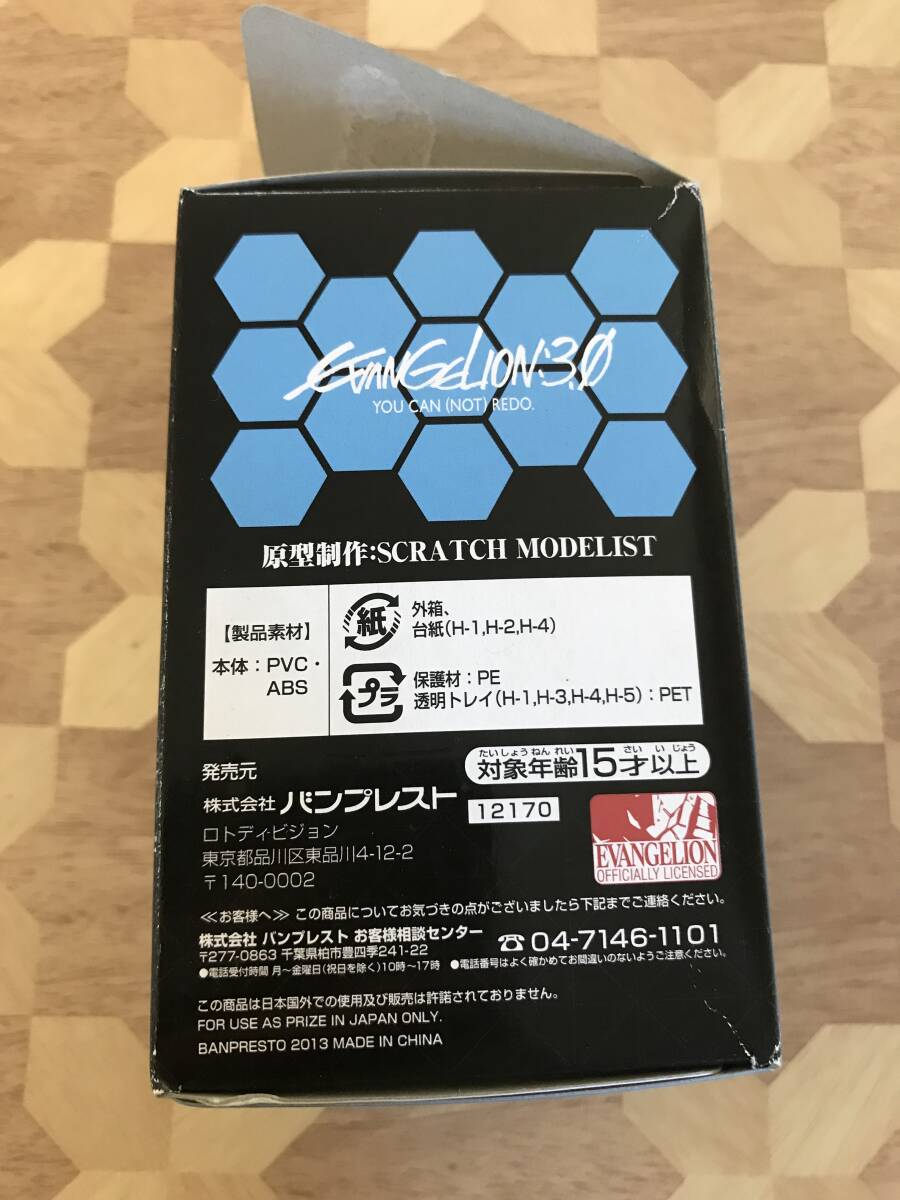 EVANGELION:3.0
YOU CAN (NOT) REDO.
原型制作:SCRATCH MODELIST
【製品素材】
本体:PVC・
ABS
紙
外箱、
台紙(H-1,H-2,H-4)
プラ
保護材:PE
透明トレイ(H-1,H-3,H-4,H-5):PET
たいしょうねんれい さい いじょう
対象年齢15才以上
発売元
株式会社 バンプレスト
12170
ロトディビジョン
東京都品川区東品川4-12-2
〒140-0002
EVANGELION
OFFICIALLY LICENSED
≪お客様へ≫ この商品についてお気づきの点がございましたら下記までご連絡ください。
株式会社 バンプレスト お客様相談センター
〒277-0863 千葉県柏市豊四季241-22
☎04-7146-1101
●電話受付時間 月~金曜日(祝日を除く)10時~17時 ●電話番号はよく確かめてお間違いのないようご注意ください。
この商品は日本国外での使用及び販売は許諾されておりません。
FOR USE AS PRIZE IN JAPAN ONLY.
BANPRESTO 2013 MADE IN CHINA